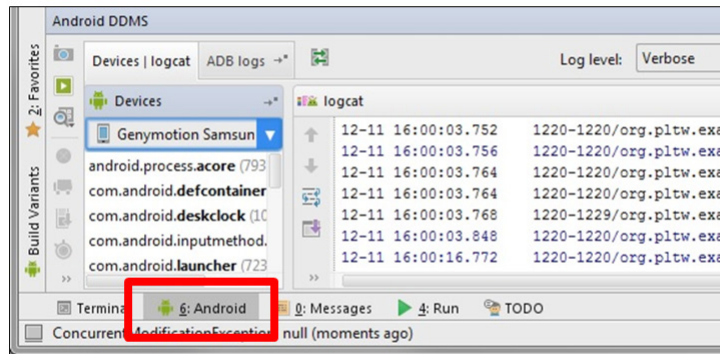 Android DDMS
2: Favorites
Build Variants
Devices | logcat ADB logs
Log level: Verbose
Devices
logcat
Genymotion Samsun
android.process.acore (793
com.android.defcontainer
com.android.deskclock (10
com.android.inputmethod.
com.android.launcher (723
12-11 16:00:03.752 1220-1220/org.pltw.exa
12-11 16:00:03.756 1220-1220/org.pltw.exa
12-11 16:00:03.764 1220-1220/org.pltw.exa
12-11 16:00:03.764 1220-1220/org.pltw.exa
12-11 16:00:03.768 1220-1229/org.pltw.exa
12-11 16:00:03.848 1220-1220/org.pltw.exa
12-11 16:00:16.772 1220-1220/org.pltw.exa
Termina 6: Android 0: Messages 4: Run TODO
ConcurrentModificationException: null (moments ago)